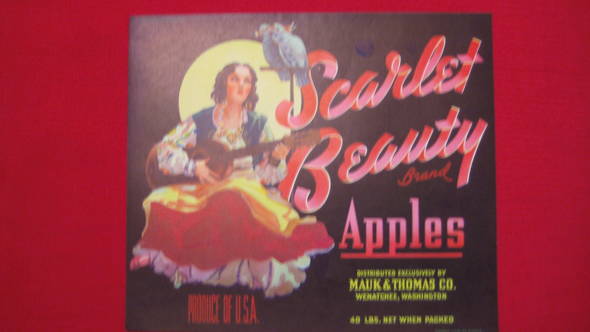 Scarlet
Beauty
Brand
Apples
DISTRIBUTED EXCLUSIVELY BY
MAUK & THOMAS CO.
WENATCHEE, WASHINGTON
PRODUCE OF U.S.A.
40 LBS. NET WHEN PACKED